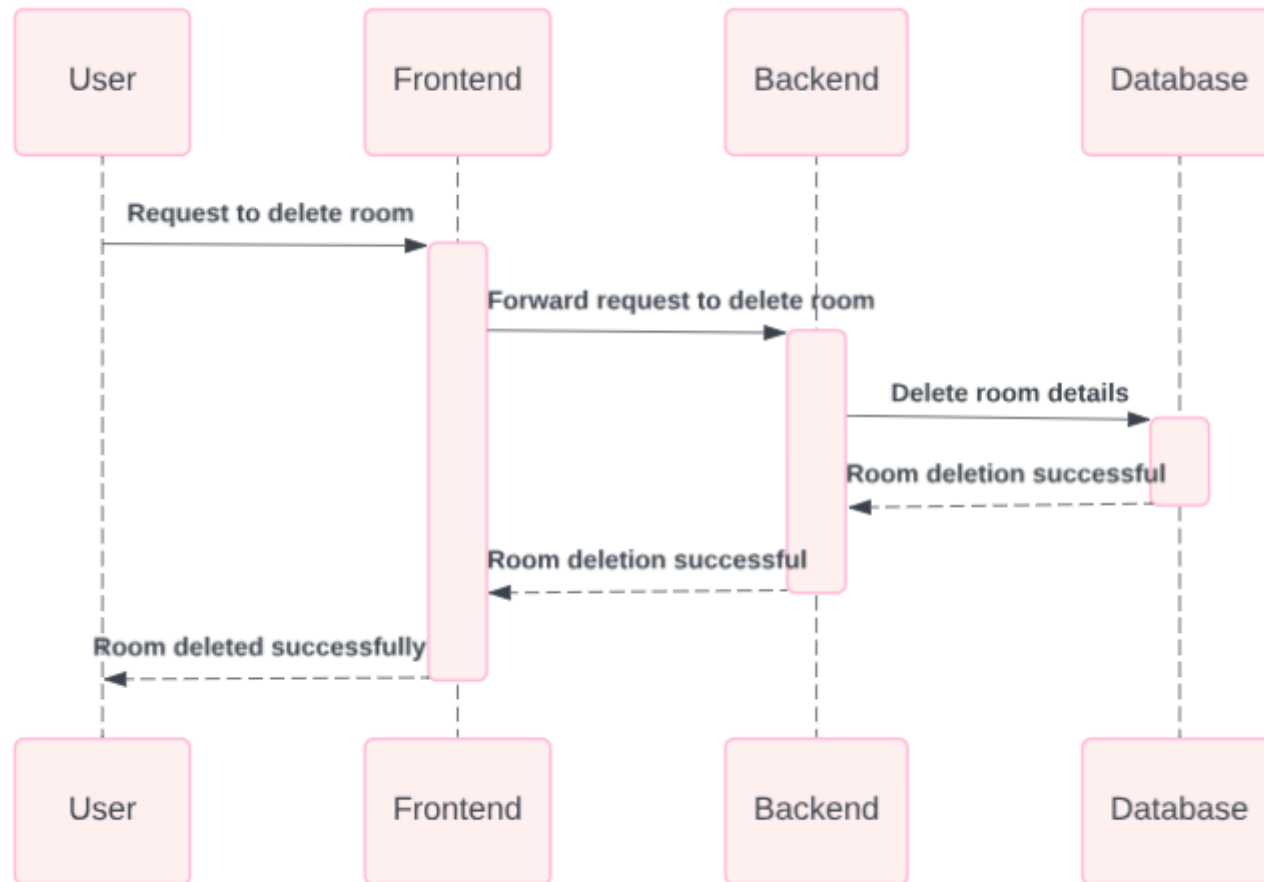 User
Frontend
Backend
Database
Request to delete room
Forward request to delete room
Delete room details
Room deletion successful
Room deletion successful
Room deleted successfully
User
Frontend
Backend
Database